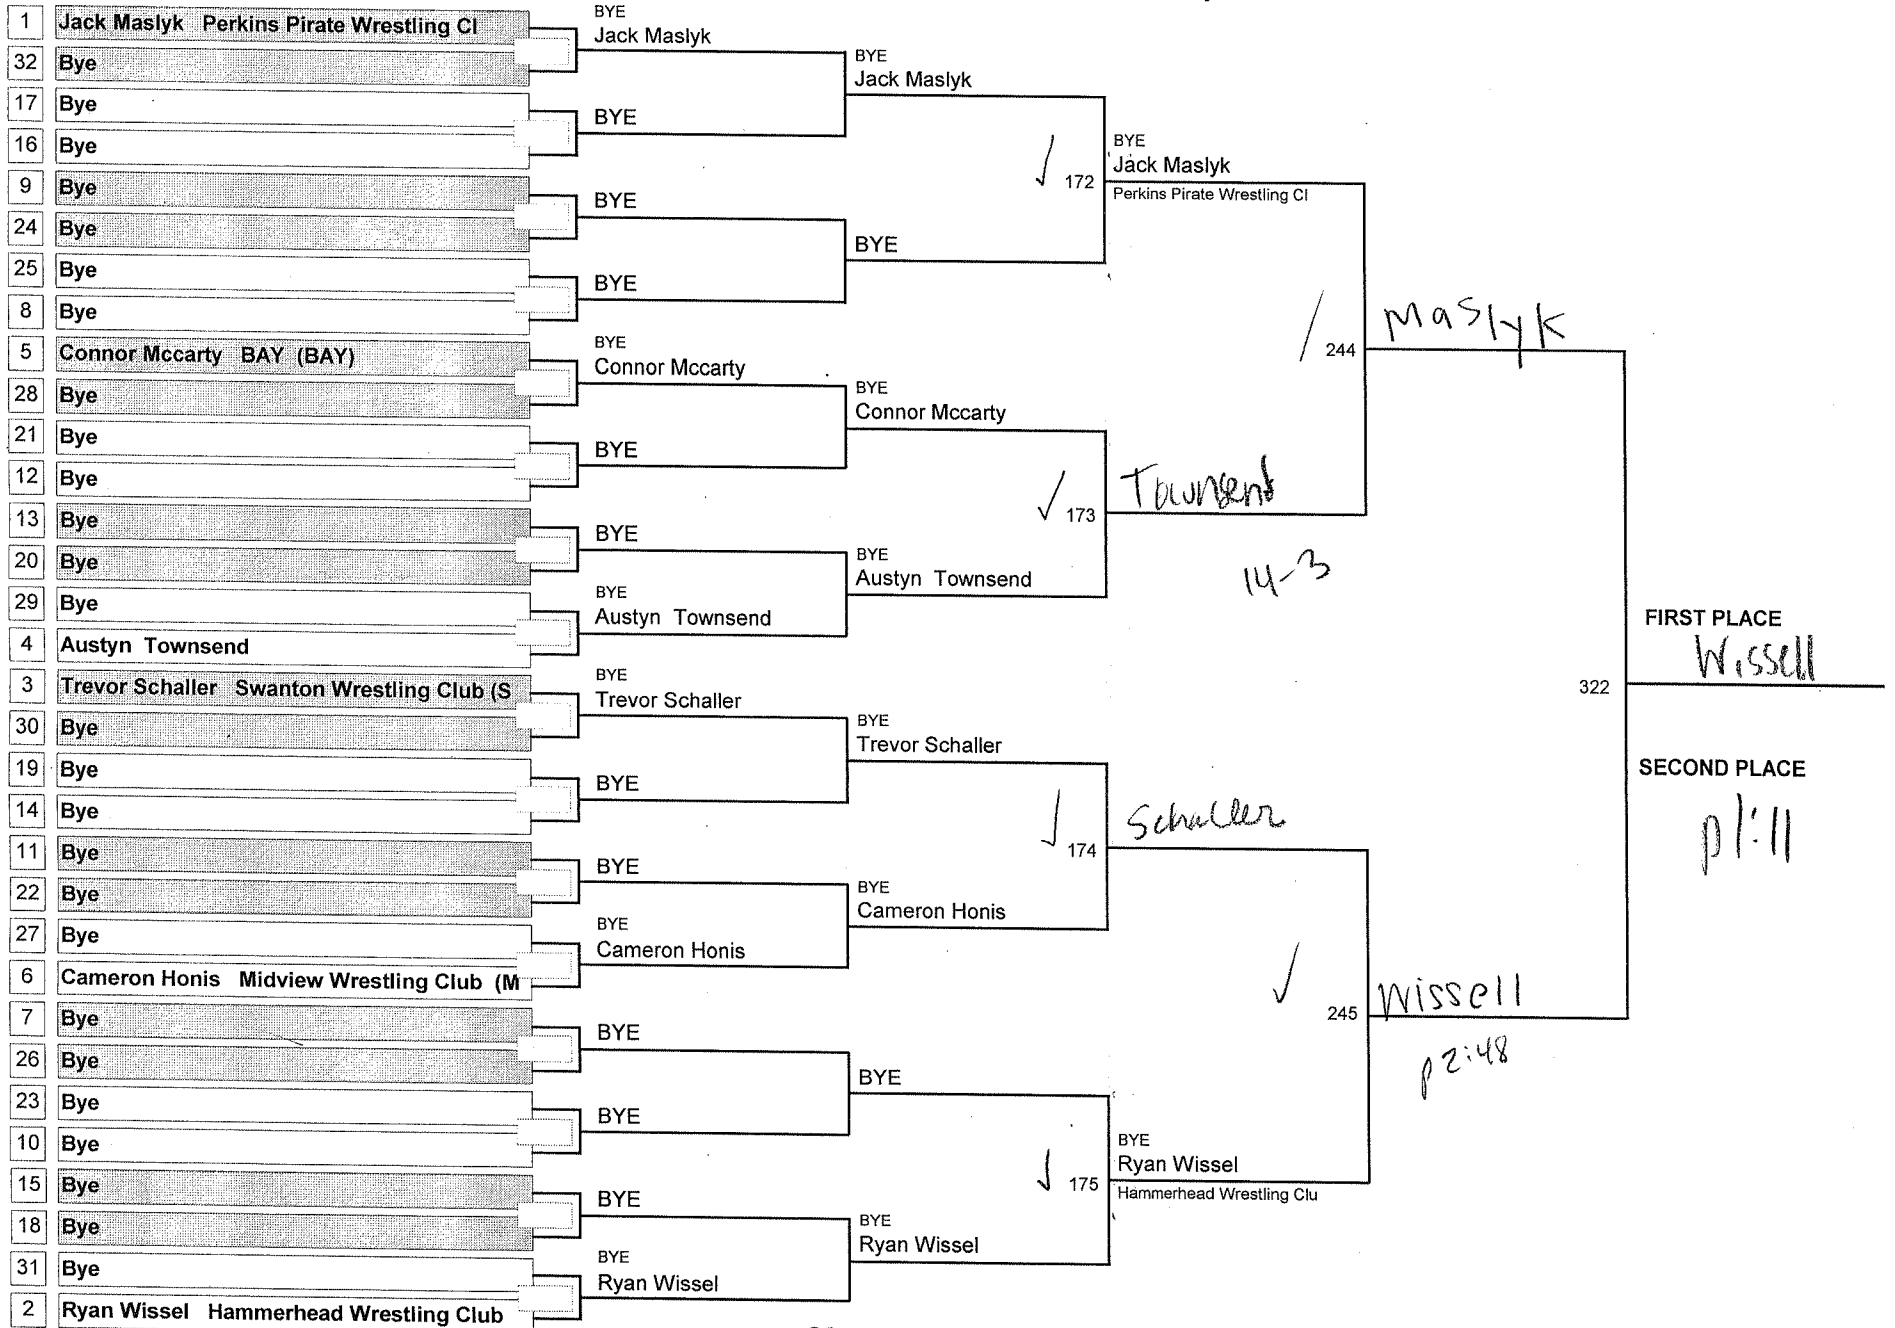 1 Jack Maslyk Perkins Pirate Wrestling Cl
32 Bye
17 Bye
16 Bye
9 Bye
24 Bye
25 Bye
8 Bye
5 Connor Mccarty BAY (BAY)
28 Bye
21 Bye
12 Bye
13 Bye
20 Bye
29 Bye
4 Austyn Townsend
3 Trevor Schaller Swanton Wrestling Club (S
30 Bye
19 Bye
14 Bye
11 Bye
22 Bye
27 Bye
6 Cameron Honis Midview Wrestling Club (M
7 Bye
26 Bye
23 Bye
10 Bye
15 Bye
18 Bye
31 Bye
2 Ryan Wissel Hammerhead Wrestling Club
BYE
Jack Maslyk
BYE
BYE
BYE
BYE
Connor Mccarty
BYE
BYE
BYE
Austyn Townsend
BYE
Trevor Schaller
BYE
BYE
BYE
Cameron Honis
BYE
BYE
BYE
BYE
Ryan Wissel
BYE
Jack Maslyk
BYE
BYE
Connor Mccarty
BYE
Austyn Townsend
BYE
Trevor Schaller
BYE
Cameron Honis
BYE
BYE
Ryan Wissel
172
BYE
Jack Maslyk
Perkins Pirate Wrestling Cl
173
Townsend
14-3
174
Schaller
175
BYE
Ryan Wissel
Hammerhead Wrestling Clu
244
Maslyk
245
Wissell
p 2:48
322
FIRST PLACE
Wissell
SECOND PLACE
p1:11